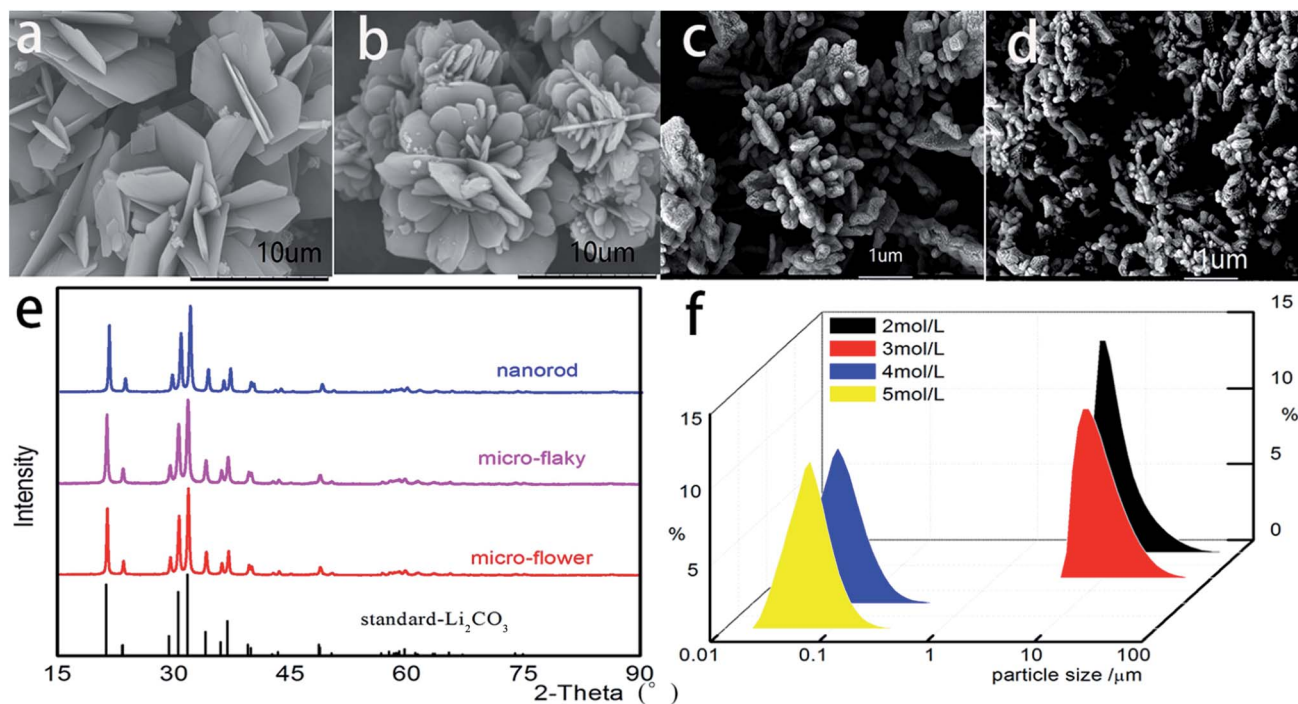 a
b
c
d
10um
10um
1um
1um
e
Intensity
nanorod
micro-flaky
micro-flower
standard-Li₂CO₃
15 30 45 60 75 90
2-Theta (°)
f
2mol/L
3mol/L
4mol/L
5mol/L
15
10
%
5
0
15
10
%
5
0.01 0.1 1 10 100
particle size /μm